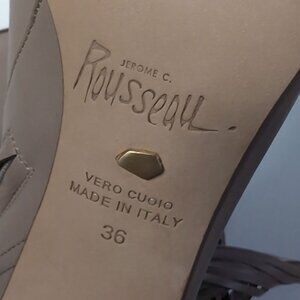 JEROME C.
Rousseau.
VERO CUOIO
MADE IN ITALY
36